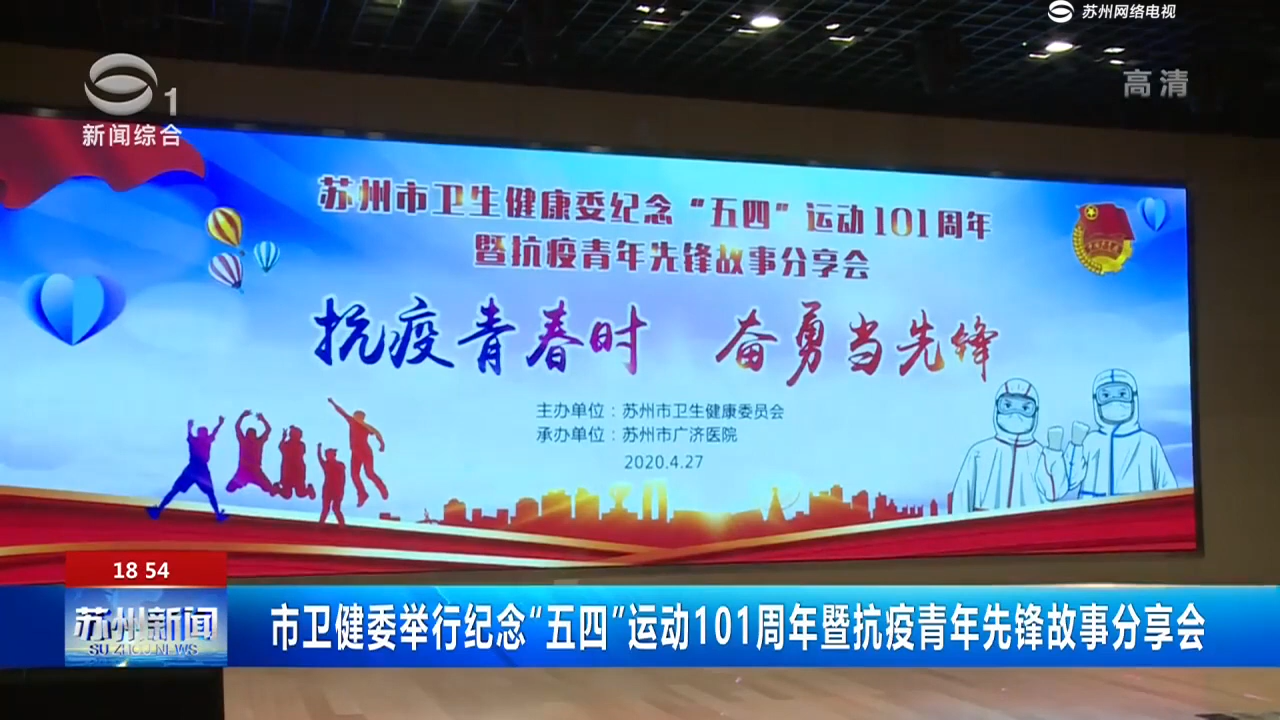 苏州网络电视
高清
1
新闻综合
苏州市卫生健康委纪念“五四”运动101周年
暨抗疫青年先锋故事分享会
抗疫青春时 奋勇当先锋
主办单位：苏州市卫生健康委员会
承办单位：苏州市广济医院
2020.4.27
18 54
苏州新闻
SU ZHOU NEWS
市卫健委举行纪念“五四”运动101周年暨抗疫青年先锋故事分享会